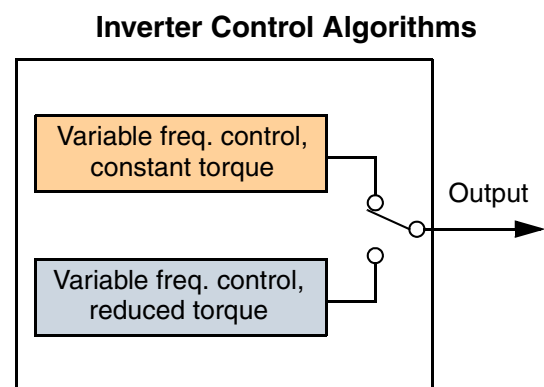 Inverter Control Algorithms
Variable freq. control,
constant torque
Output
Variable freq. control,
reduced torque